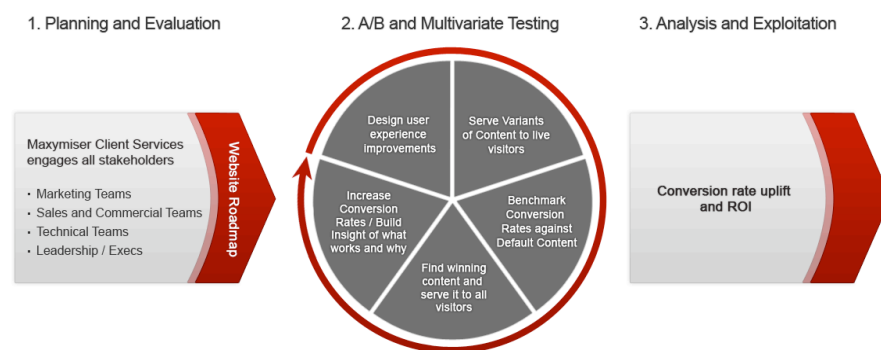 1. Planning and Evaluation
2. A/B and Multivariate Testing
3. Analysis and Exploitation
Maxymiser Client Services
engages all stakeholders
• Marketing Teams
• Sales and Commercial Teams
• Technical Teams
• Leadership / Execs
Website Roadmap
Design user
experience
improvements
Serve Variants
of Content to live
visitors
Benchmark
Conversion
Rates against
Default Content
Find winning
content and
serve it to all
visitors
Increase
Conversion
Rates / Build
Insight of what
works and why
Conversion rate uplift
and ROI